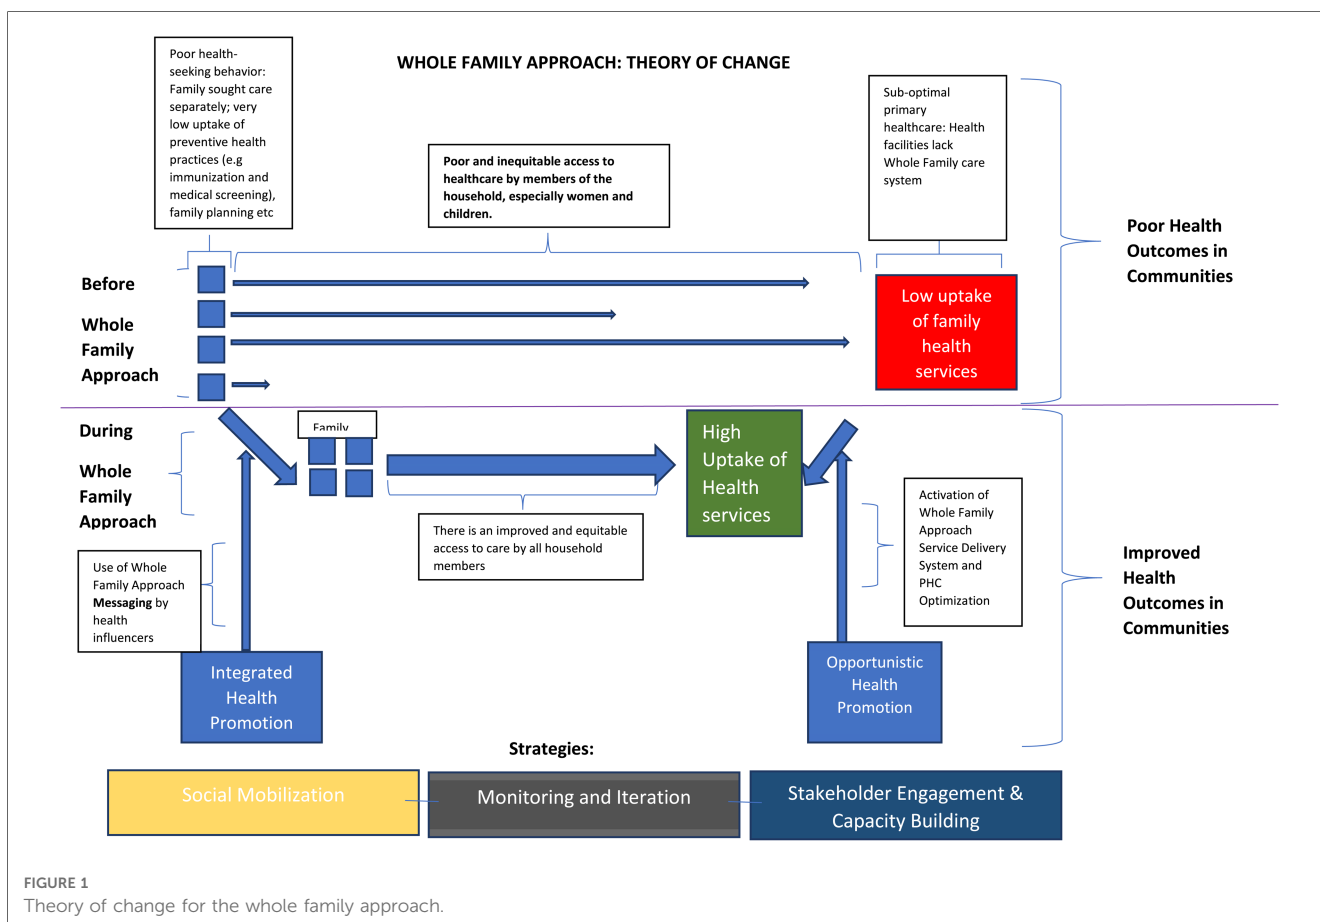 WHOLE FAMILY APPROACH: THEORY OF CHANGE
Poor health-
seeking behavior:
Family sought care
separately; very
low uptake of
preventive health
practices (e.g
immunization and
medical screening),
family planning etc
Poor and inequitable access to
healthcare by members of the
household, especially women and
children.
Sub-optimal
primary
healthcare: Health
facilities lack
Whole Family care
system
Poor Health
Outcomes in
Communities
Before
Whole
Family
Approach
Low uptake
of family
health
services
During
Whole
Family
Approach
Family
High
Uptake of
Health
services
There is an improved and equitable
access to care by all household
members
Activation of
Whole Family
Approach
Service Delivery
System and
PHC
Optimization
Improved
Health
Outcomes in
Communities
Use of Whole
Family Approach
Messaging by
health
influencers
Integrated
Health
Promotion
Opportunistic
Health
Promotion
Strategies:
Social Mobilization
Monitoring and Iteration
Stakeholder Engagement &
Capacity Building
FIGURE 1
Theory of change for the whole family approach.